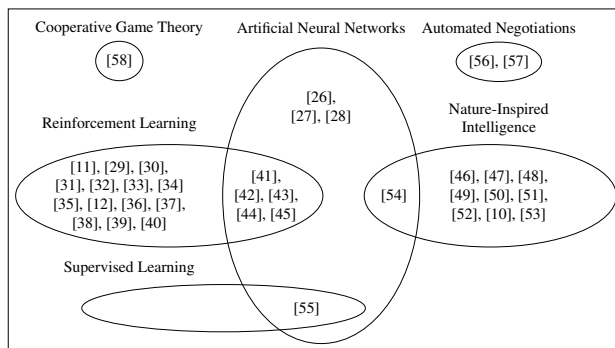 Cooperative Game Theory
Artificial Neural Networks
Automated Negotiations
[58]
[56], [57]
[26],
[27], [28]
Reinforcement Learning
Nature-Inspired
Intelligence
[11], [29], [30],
[31], [32], [33], [34]
[35], [12], [36], [37],
[38], [39], [40]
[41],
[42], [43],
[44], [45]
[54]
[46], [47], [48],
[49], [50], [51],
[52], [10], [53]
Supervised Learning
[55]